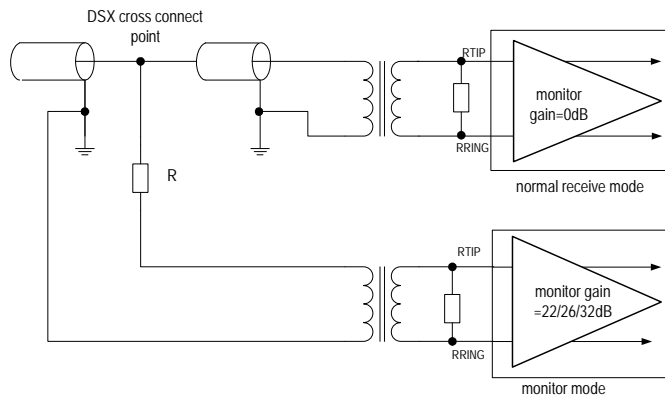 DSX cross connect
point
RTIP
monitor
gain=0dB
RRING
normal receive mode
R
RTIP
monitor gain
=22/26/32dB
RRING
monitor mode